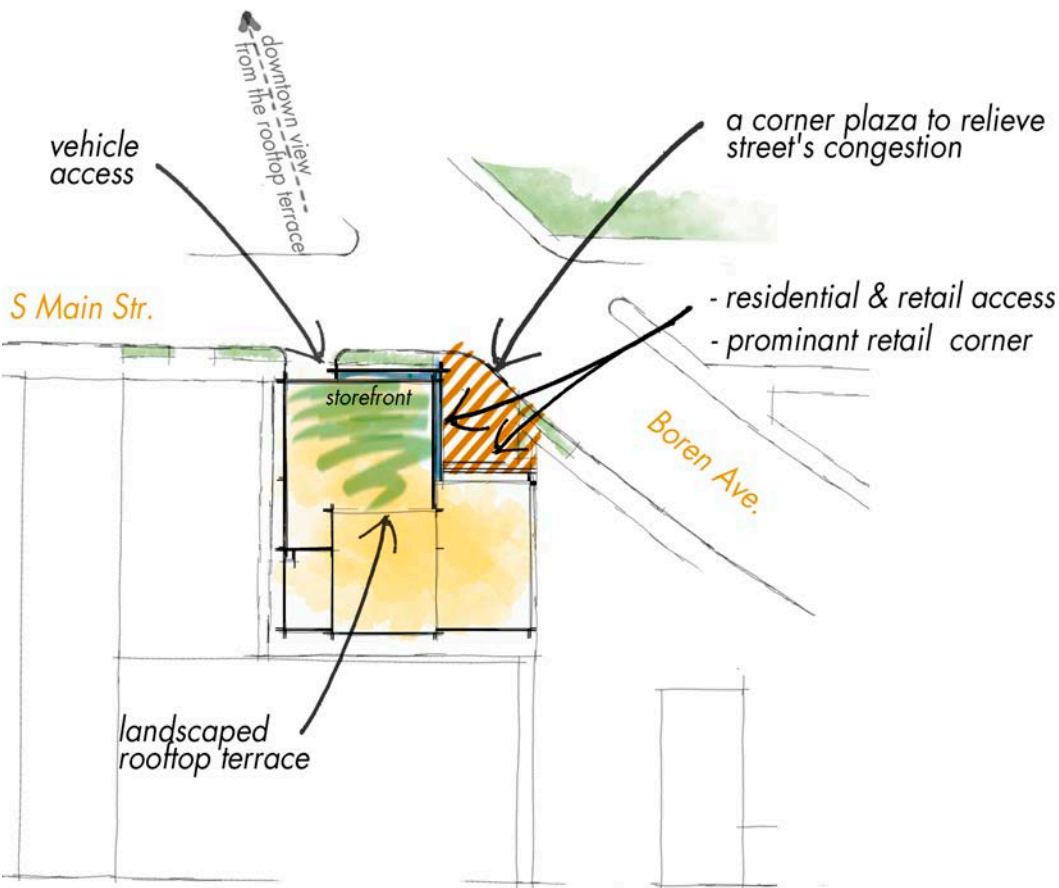 downtown view
from the rooftop terrace
vehicle
access
a corner plaza to relieve
street's congestion
- residential & retail access
- prominant retail corner
S Main Str.
storefront
Boren Ave.
landscaped
rooftop terrace